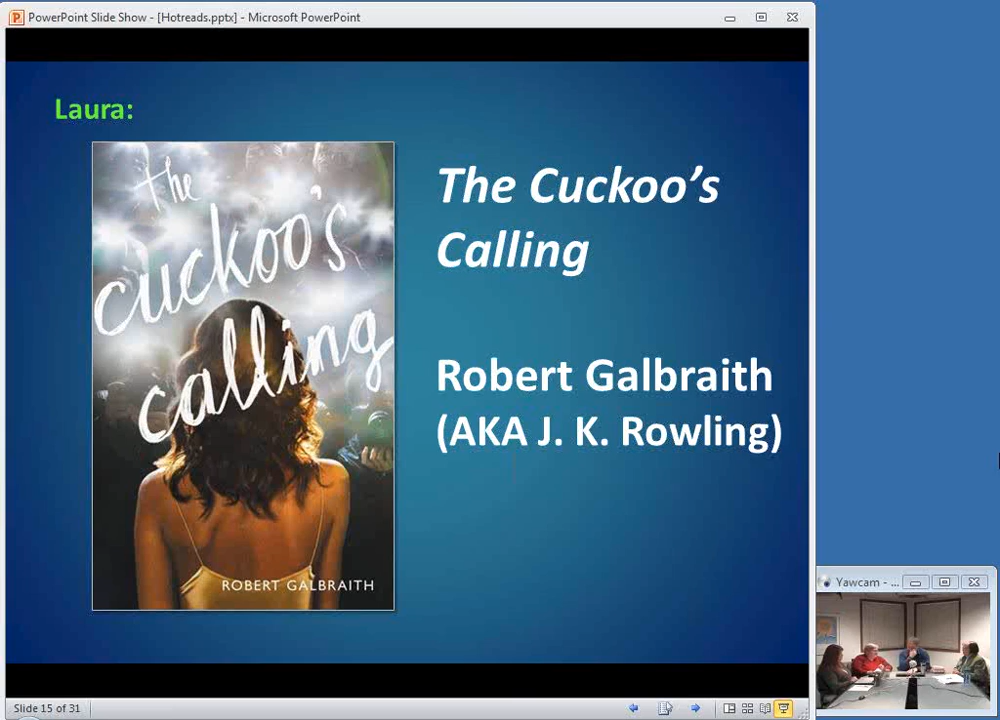 PowerPoint Slide Show - [Hotreads.pptx] - Microsoft PowerPoint
Laura:
the
cuckoo's
calling
ROBERT GALBRAITH
The Cuckoo’s
Calling
Robert Galbraith
(AKA J. K. Rowling)
Yawcam - ...
Slide 15 of 31